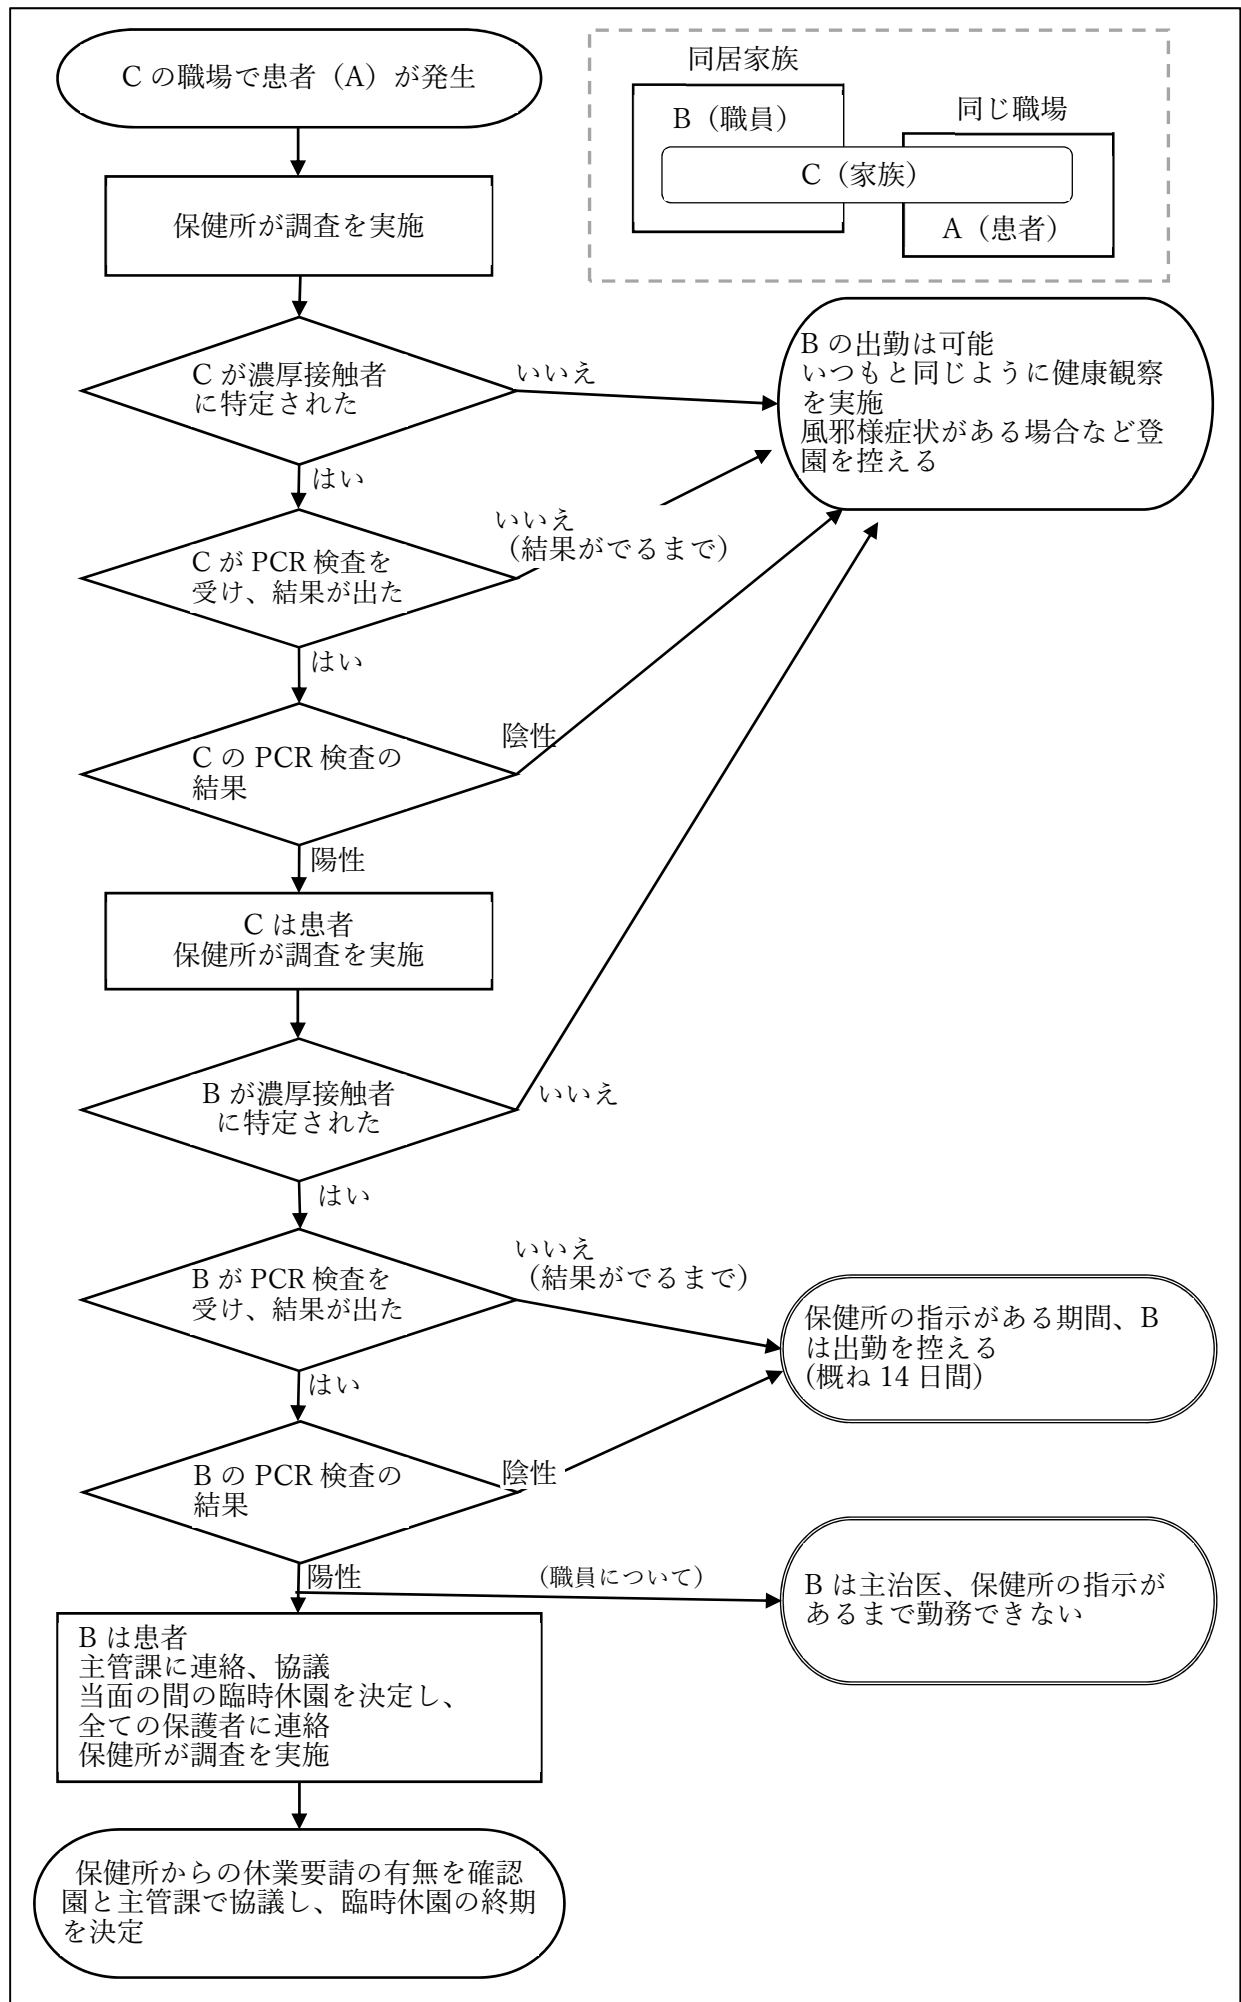 C の職場で患者（A）が発生
同居家族
B（職員）
同じ職場
C（家族）
A（患者）
保健所が調査を実施
C が濃厚接触者
に特定された
いいえ
B の出勤は可能
いつもと同じように健康観察
を実施
風邪様症状がある場合など登
園を控える
はい
C が PCR 検査を
受け、結果が出た
いいえ
（結果がでるまで）
はい
C の PCR 検査の
結果
陰性
陽性
C は患者
保健所が調査を実施
B が濃厚接触者
に特定された
いいえ
はい
B が PCR 検査を
受け、結果が出た
いいえ
（結果がでるまで）
保健所の指示がある期間、B
は出勤を控える
(概ね 14 日間)
はい
B の PCR 検査の
結果
陰性
陽性
（職員について）
B は主治医、保健所の指示が
あるまで勤務できない
B は患者
主管課に連絡、協議
当面の間の臨時休園を決定し、
全ての保護者に連絡
保健所が調査を実施
保健所からの休業要請の有無を確認
園と主管課で協議し、臨時休園の終期
を決定